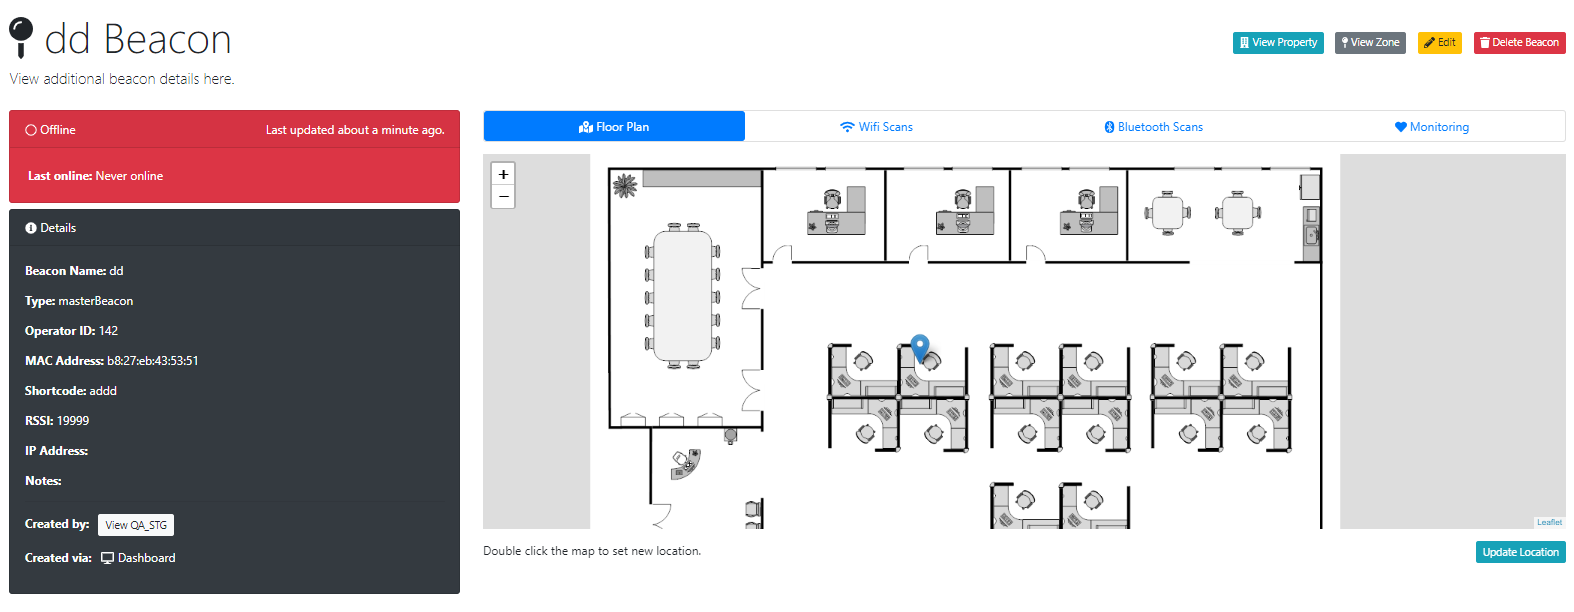 dd Beacon
View additional beacon details here.
View Property
View Zone
Edit
Delete Beacon
Offline
Last updated about a minute ago.
Last online: Never online
Details
Beacon Name: dd
Type: masterBeacon
Operator ID: 142
MAC Address: b8:27:eb:43:53:51
Shortcode: addd
RSSI: 19999
IP Address:
Notes:
Created by: View QA_STG
Created via: Dashboard
Floor Plan
Wifi Scans
Bluetooth Scans
Monitoring
+
−
Leaflet
Double click the map to set new location.
Update Location